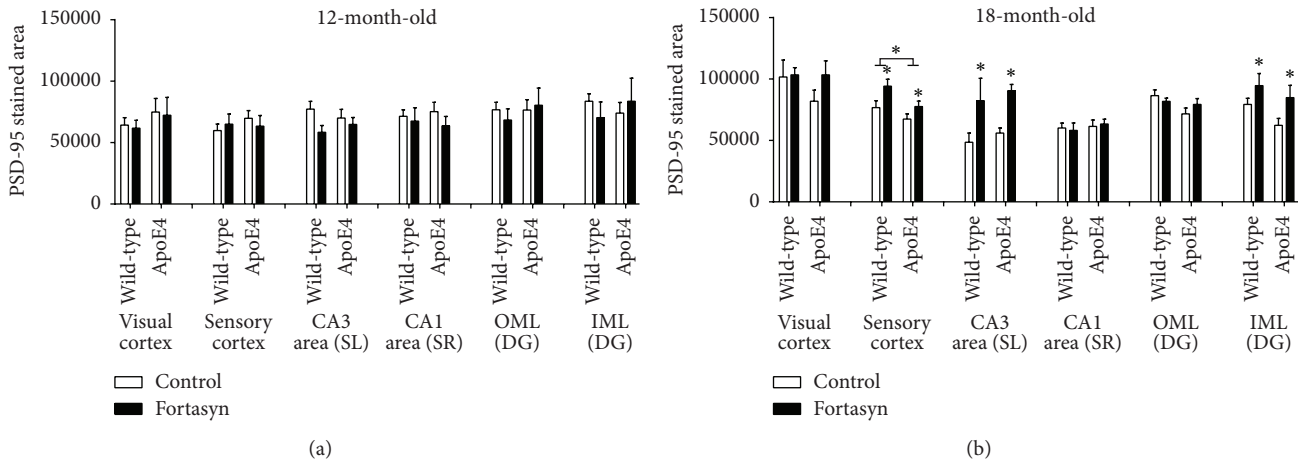 12-month-old
PSD-95 stained area
150000
100000
50000
0
Wild-type
ApoE4
Wild-type
ApoE4
Wild-type
ApoE4
Wild-type
ApoE4
Wild-type
ApoE4
Wild-type
ApoE4
Visual
cortex
Sensory
cortex
CA3
area (SL)
CA1
area (SR)
OML
(DG)
IML
(DG)
Control
Fortasyn
(a)
18-month-old
PSD-95 stained area
150000
100000
50000
0
*
*
*
*
*
*
*
Wild-type
ApoE4
Wild-type
ApoE4
Wild-type
ApoE4
Wild-type
ApoE4
Wild-type
ApoE4
Wild-type
ApoE4
Visual
cortex
Sensory
cortex
CA3
area (SL)
CA1
area (SR)
OML
(DG)
IML
(DG)
Control
Fortasyn
(b)